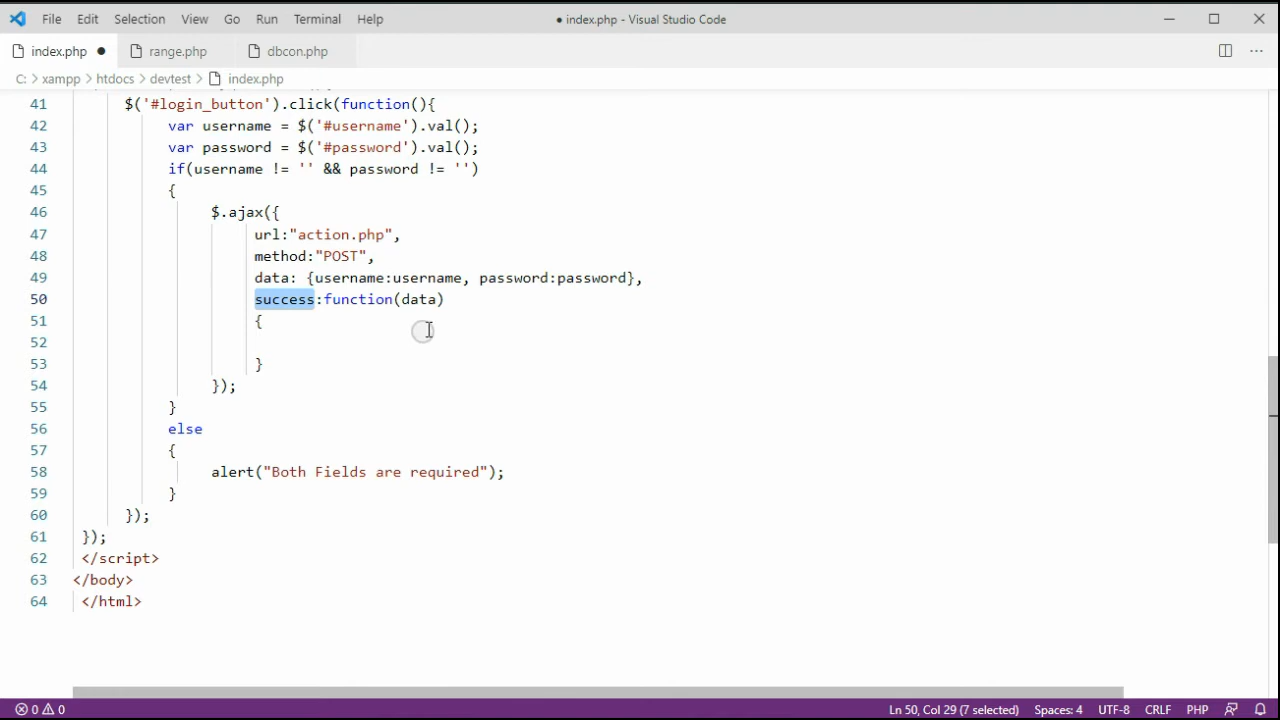 File Edit Selection View Go Run Terminal Help ● index.php - Visual Studio Code
index.php ● range.php dbcon.php
C: > xampp > htdocs > devtest > index.php
41 $('#login_button').click(function(){
42 var username = $('#username').val();
43 var password = $('#password').val();
44 if(username != '' && password != '')
45 {
46 $.ajax({
47 url:"action.php",
48 method:"POST",
49 data: {username:username, password:password},
50 success:function(data)
51 {
52
53 }
54 });
55 }
56 else
57 {
58 alert("Both Fields are required");
59 }
60 });
61 });
62 </script>
63 </body>
64 </html>
0 0 Ln 50, Col 29 (7 selected) Spaces: 4 UTF-8 CRLF PHP